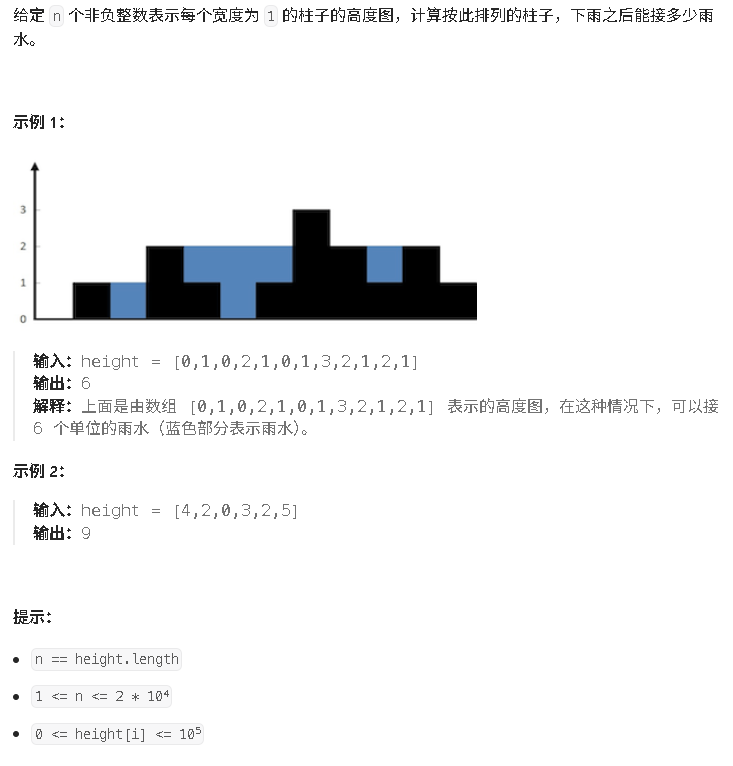 给定 n 个非负整数表示每个宽度为 1 的柱子的高度图，计算按此排列的柱子，下雨之后能接多少雨
水。
示例 1：
3
2
1
0
输入：height = [0,1,0,2,1,0,1,3,2,1,2,1]
输出：6
解释：上面是由数组 [0,1,0,2,1,0,1,3,2,1,2,1] 表示的高度图，在这种情况下，可以接
6 个单位的雨水（蓝色部分表示雨水）。
示例 2：
输入：height = [4,2,0,3,2,5]
输出：9
提示：
n == height.length
1 <= n <= 2 * 10⁴
0 <= height[i] <= 10⁵